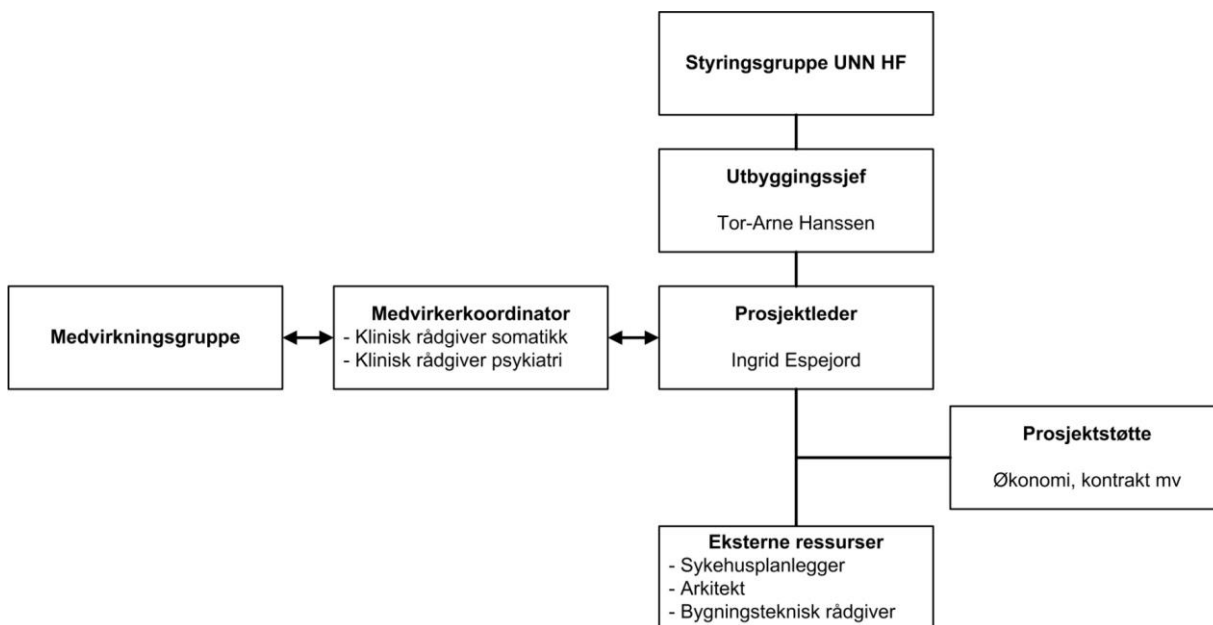 Styringsgruppe UNN HF
Utbyggingssjef
Tor-Arne Hanssen
Medvirkningsgruppe
Medvirkerkoordinator
- Klinisk rådgiver somatikk
- Klinisk rådgiver psykiatri
Prosjektleder
Ingrid Espejord
Prosjektstøtte
Økonomi, kontrakt mv
Eksterne ressurser
- Sykehusplanlegger
- Arkitekt
- Bygningsteknisk rådgiver